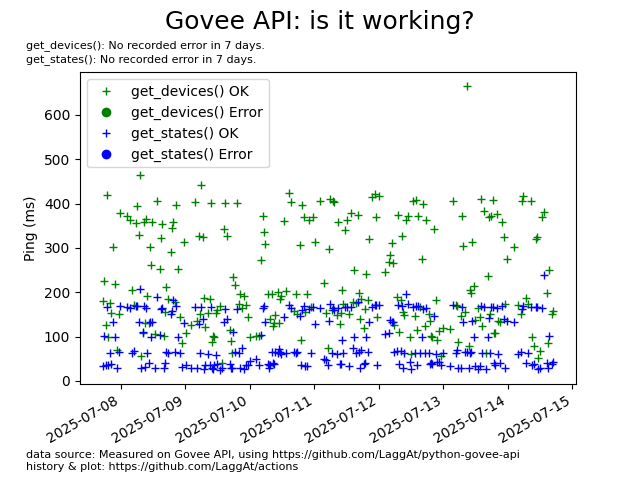 Govee API: is it working?
get_devices(): No recorded error in 7 days.
get_states(): No recorded error in 7 days.
get_devices() OK
get_devices() Error
get_states() OK
get_states() Error
Ping (ms)
600
500
400
300
200
100
0
2025-07-08
2025-07-09
2025-07-10
2025-07-11
2025-07-12
2025-07-13
2025-07-14
2025-07-15
data source: Measured on Govee API, using https://github.com/LaggAt/python-govee-api
history & plot: https://github.com/LaggAt/actions